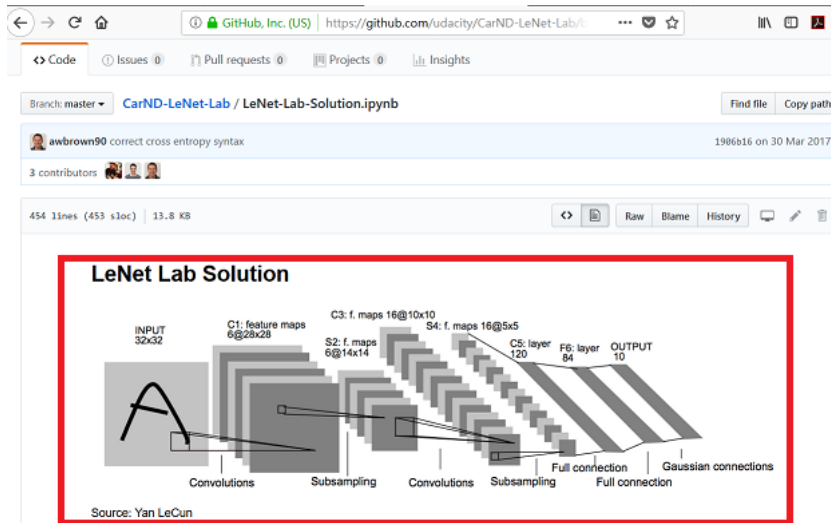 GitHub, Inc. (US) https://github.com/udacity/CarND-LeNet-Lab/
Code Issues 0 Pull requests 0 Projects 0 Insights
Branch: master CarND-LeNet-Lab / LeNet-Lab-Solution.ipynb Find file Copy path
awbrown90 correct cross entropy syntax 1986b16 on 30 Mar 2017
3 contributors
454 lines (453 sloc) 13.8 KB <> Raw Blame History
LeNet Lab Solution
INPUT
32x32
C1: feature maps
6@28x28
S2: f. maps
6@14x14
C3: f. maps 16@10x10
S4: f. maps 16@5x5
C5: layer
120
F6: layer
84
OUTPUT
10
Convolutions
Subsampling
Convolutions
Subsampling
Full connection
Full connection
Gaussian connections
Source: Yan LeCun